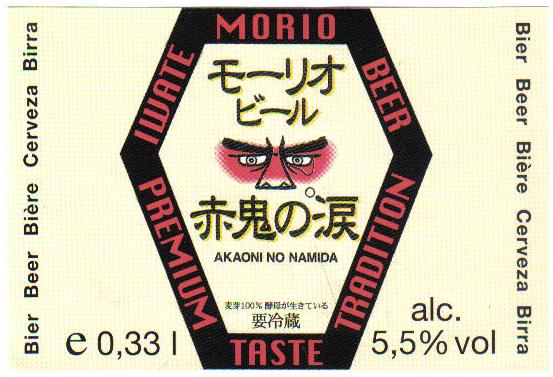 MORIO
IWATE
BEER
モーリオ
ビール
赤鬼の涙
AKAONI NO NAMIDA
PREMIUM
TRADITION
麦芽100% 酵母が生きている
要冷蔵
TASTE
Bier Beer Bière Cerveza Birra
Bier Beer Bière Cerveza Birra
e 0,33 l
alc.
5,5% vol